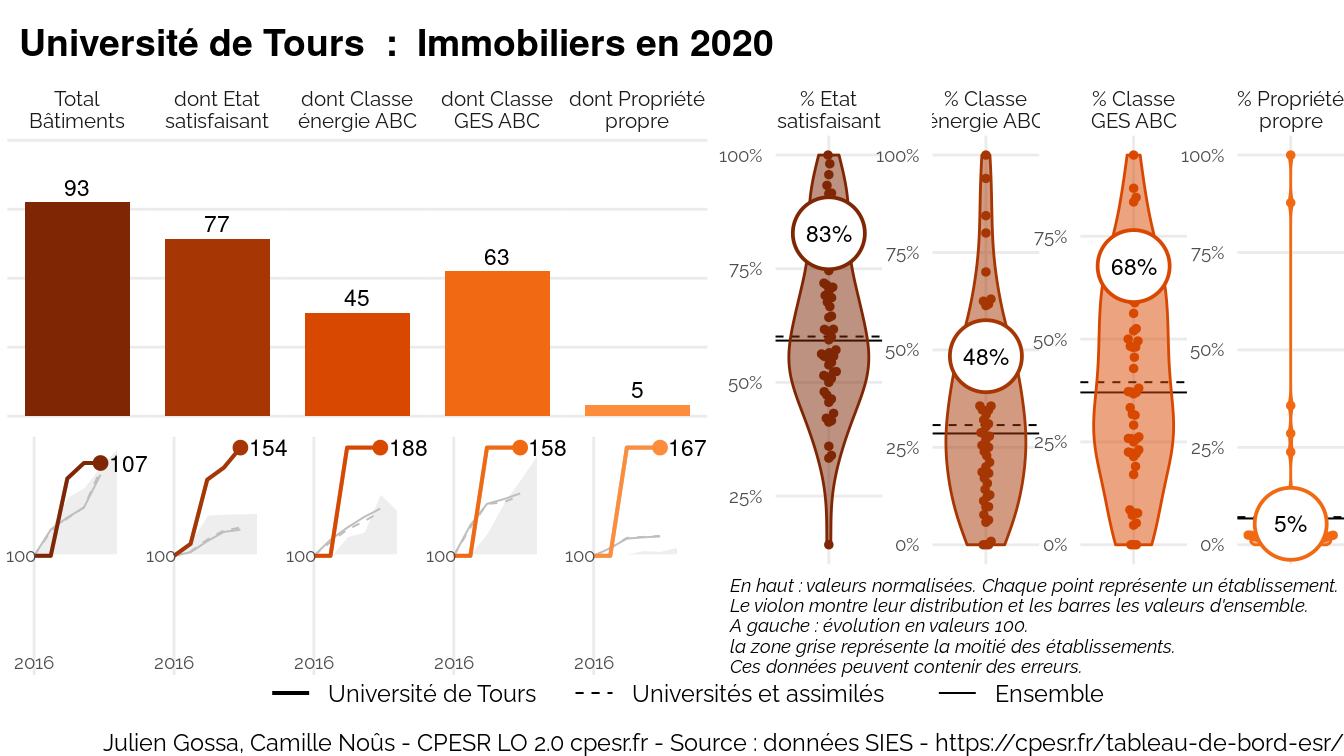 Université de Tours : Immobiliers en 2020
Total
Bâtiments
dont Etat
satisfaisant
dont Classe
énergie ABC
dont Classe
GES ABC
dont Propriété
propre
93
77
45
63
5
100
107
2016
100
154
2016
100
188
2016
100
158
2016
100
167
2016
% Etat
satisfaisant
100%
75%
50%
25%
83%
% Classe
énergie ABC
100%
75%
50%
25%
0%
48%
% Classe
GES ABC
75%
50%
25%
0%
68%
% Propriété
propre
100%
75%
50%
25%
0%
5%
En haut : valeurs normalisées. Chaque point représente un établissement.
Le violon montre leur distribution et les barres les valeurs d'ensemble.
A gauche : évolution en valeurs 100.
la zone grise représente la moitié des établissements.
Ces données peuvent contenir des erreurs.
Université de Tours
Universités et assimilés
Ensemble
Julien Gossa, Camille Noûs - CPESR LO 2.0 cpesr.fr - Source : données SIES - https://cpesr.fr/tableau-de-bord-esr/